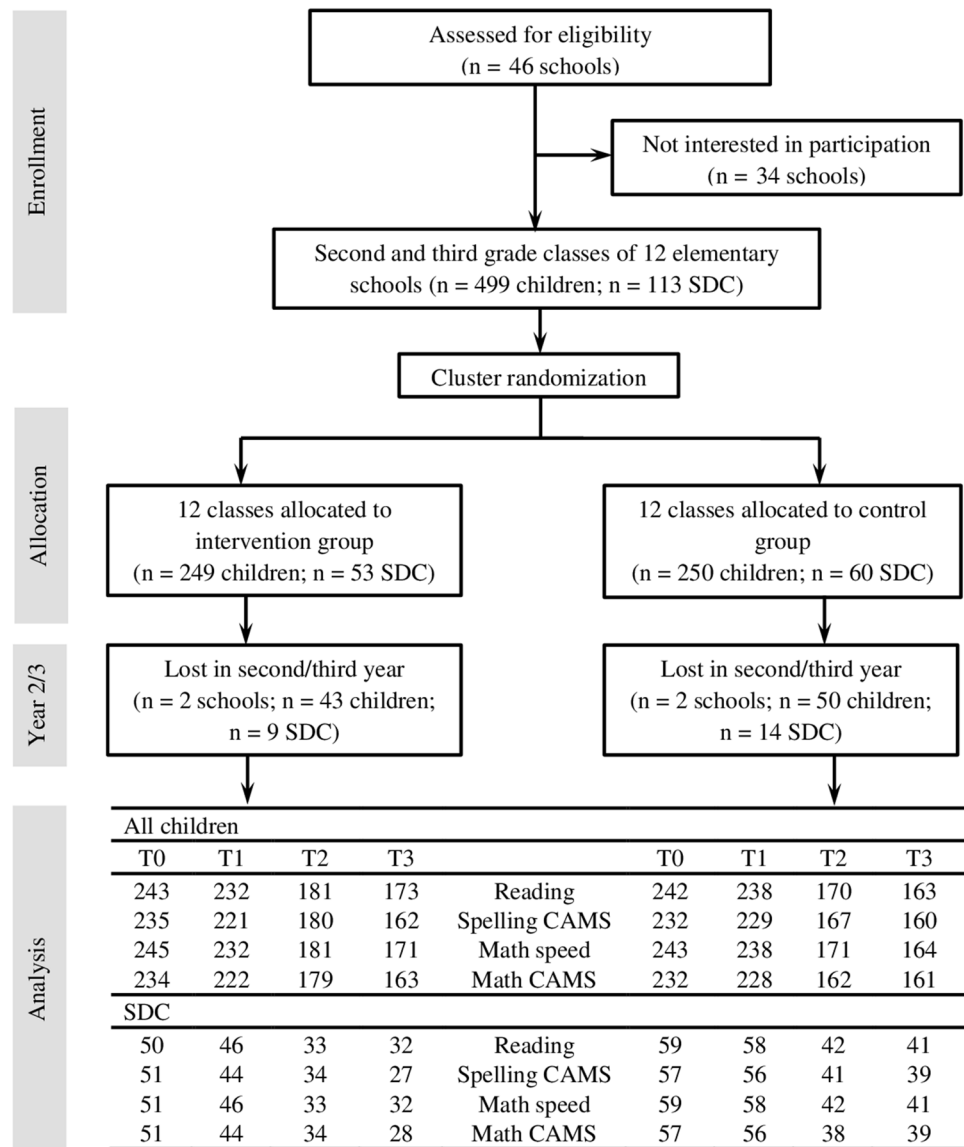 Enrollment
Assessed for eligibility
(n = 46 schools)
Not interested in participation
(n = 34 schools)
Second and third grade classes of 12 elementary
schools (n = 499 children; n = 113 SDC)
Cluster randomization
Allocation
12 classes allocated to
intervention group
(n = 249 children; n = 53 SDC)
12 classes allocated to control
group
(n = 250 children; n = 60 SDC)
Year 2/3
Lost in second/third year
(n = 2 schools; n = 43 children;
n = 9 SDC)
Lost in second/third year
(n = 2 schools; n = 50 children;
n = 14 SDC)
Analysis
All children
T0 T1 T2 T3 T0 T1 T2 T3
243 232 181 173 Reading 242 238 170 163
235 221 180 162 Spelling CAMS 232 229 167 160
245 232 181 171 Math speed 243 238 171 164
234 222 179 163 Math CAMS 232 228 162 161
SDC
50 46 33 32 Reading 59 58 42 41
51 44 34 27 Spelling CAMS 57 56 41 39
51 46 33 32 Math speed 59 58 42 41
51 44 34 28 Math CAMS 57 56 38 39